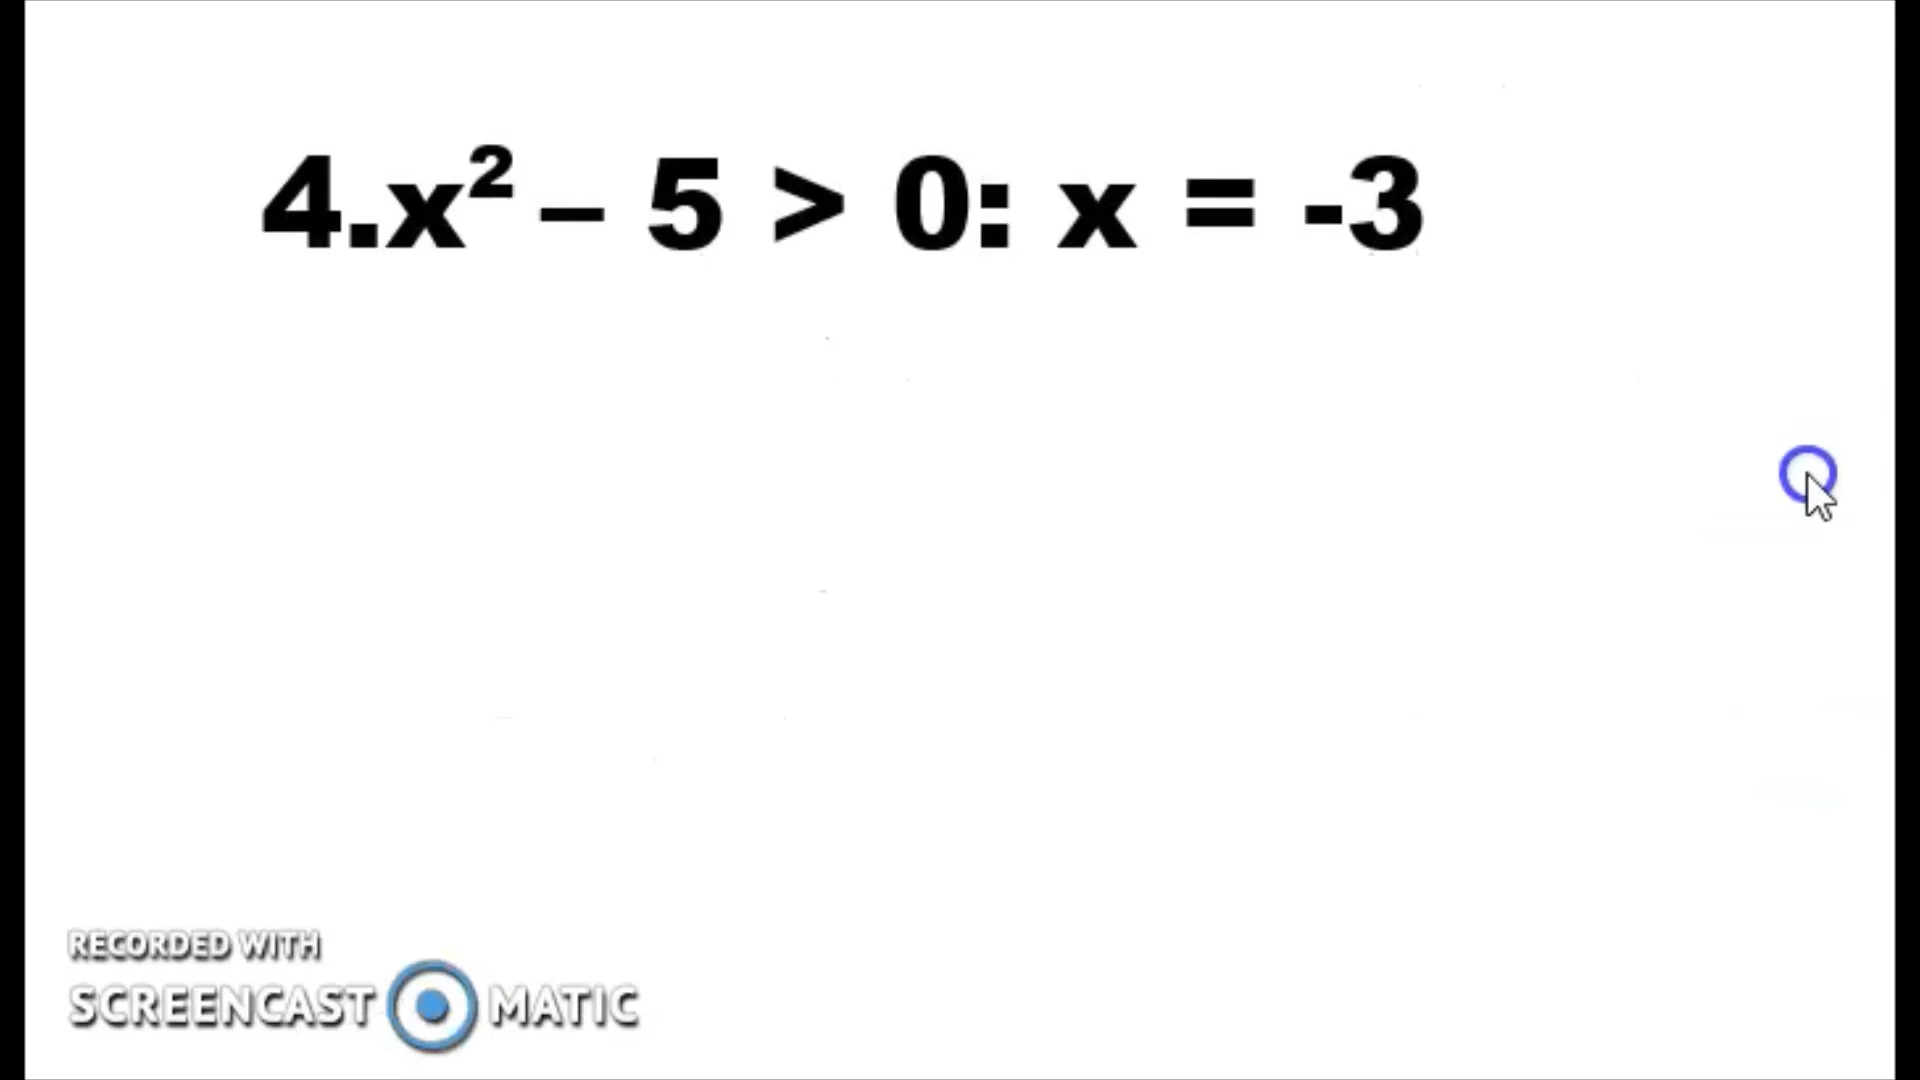 4.x² – 5 > 0: x = -3
RECORDED WITH
SCREENCAST MATIC